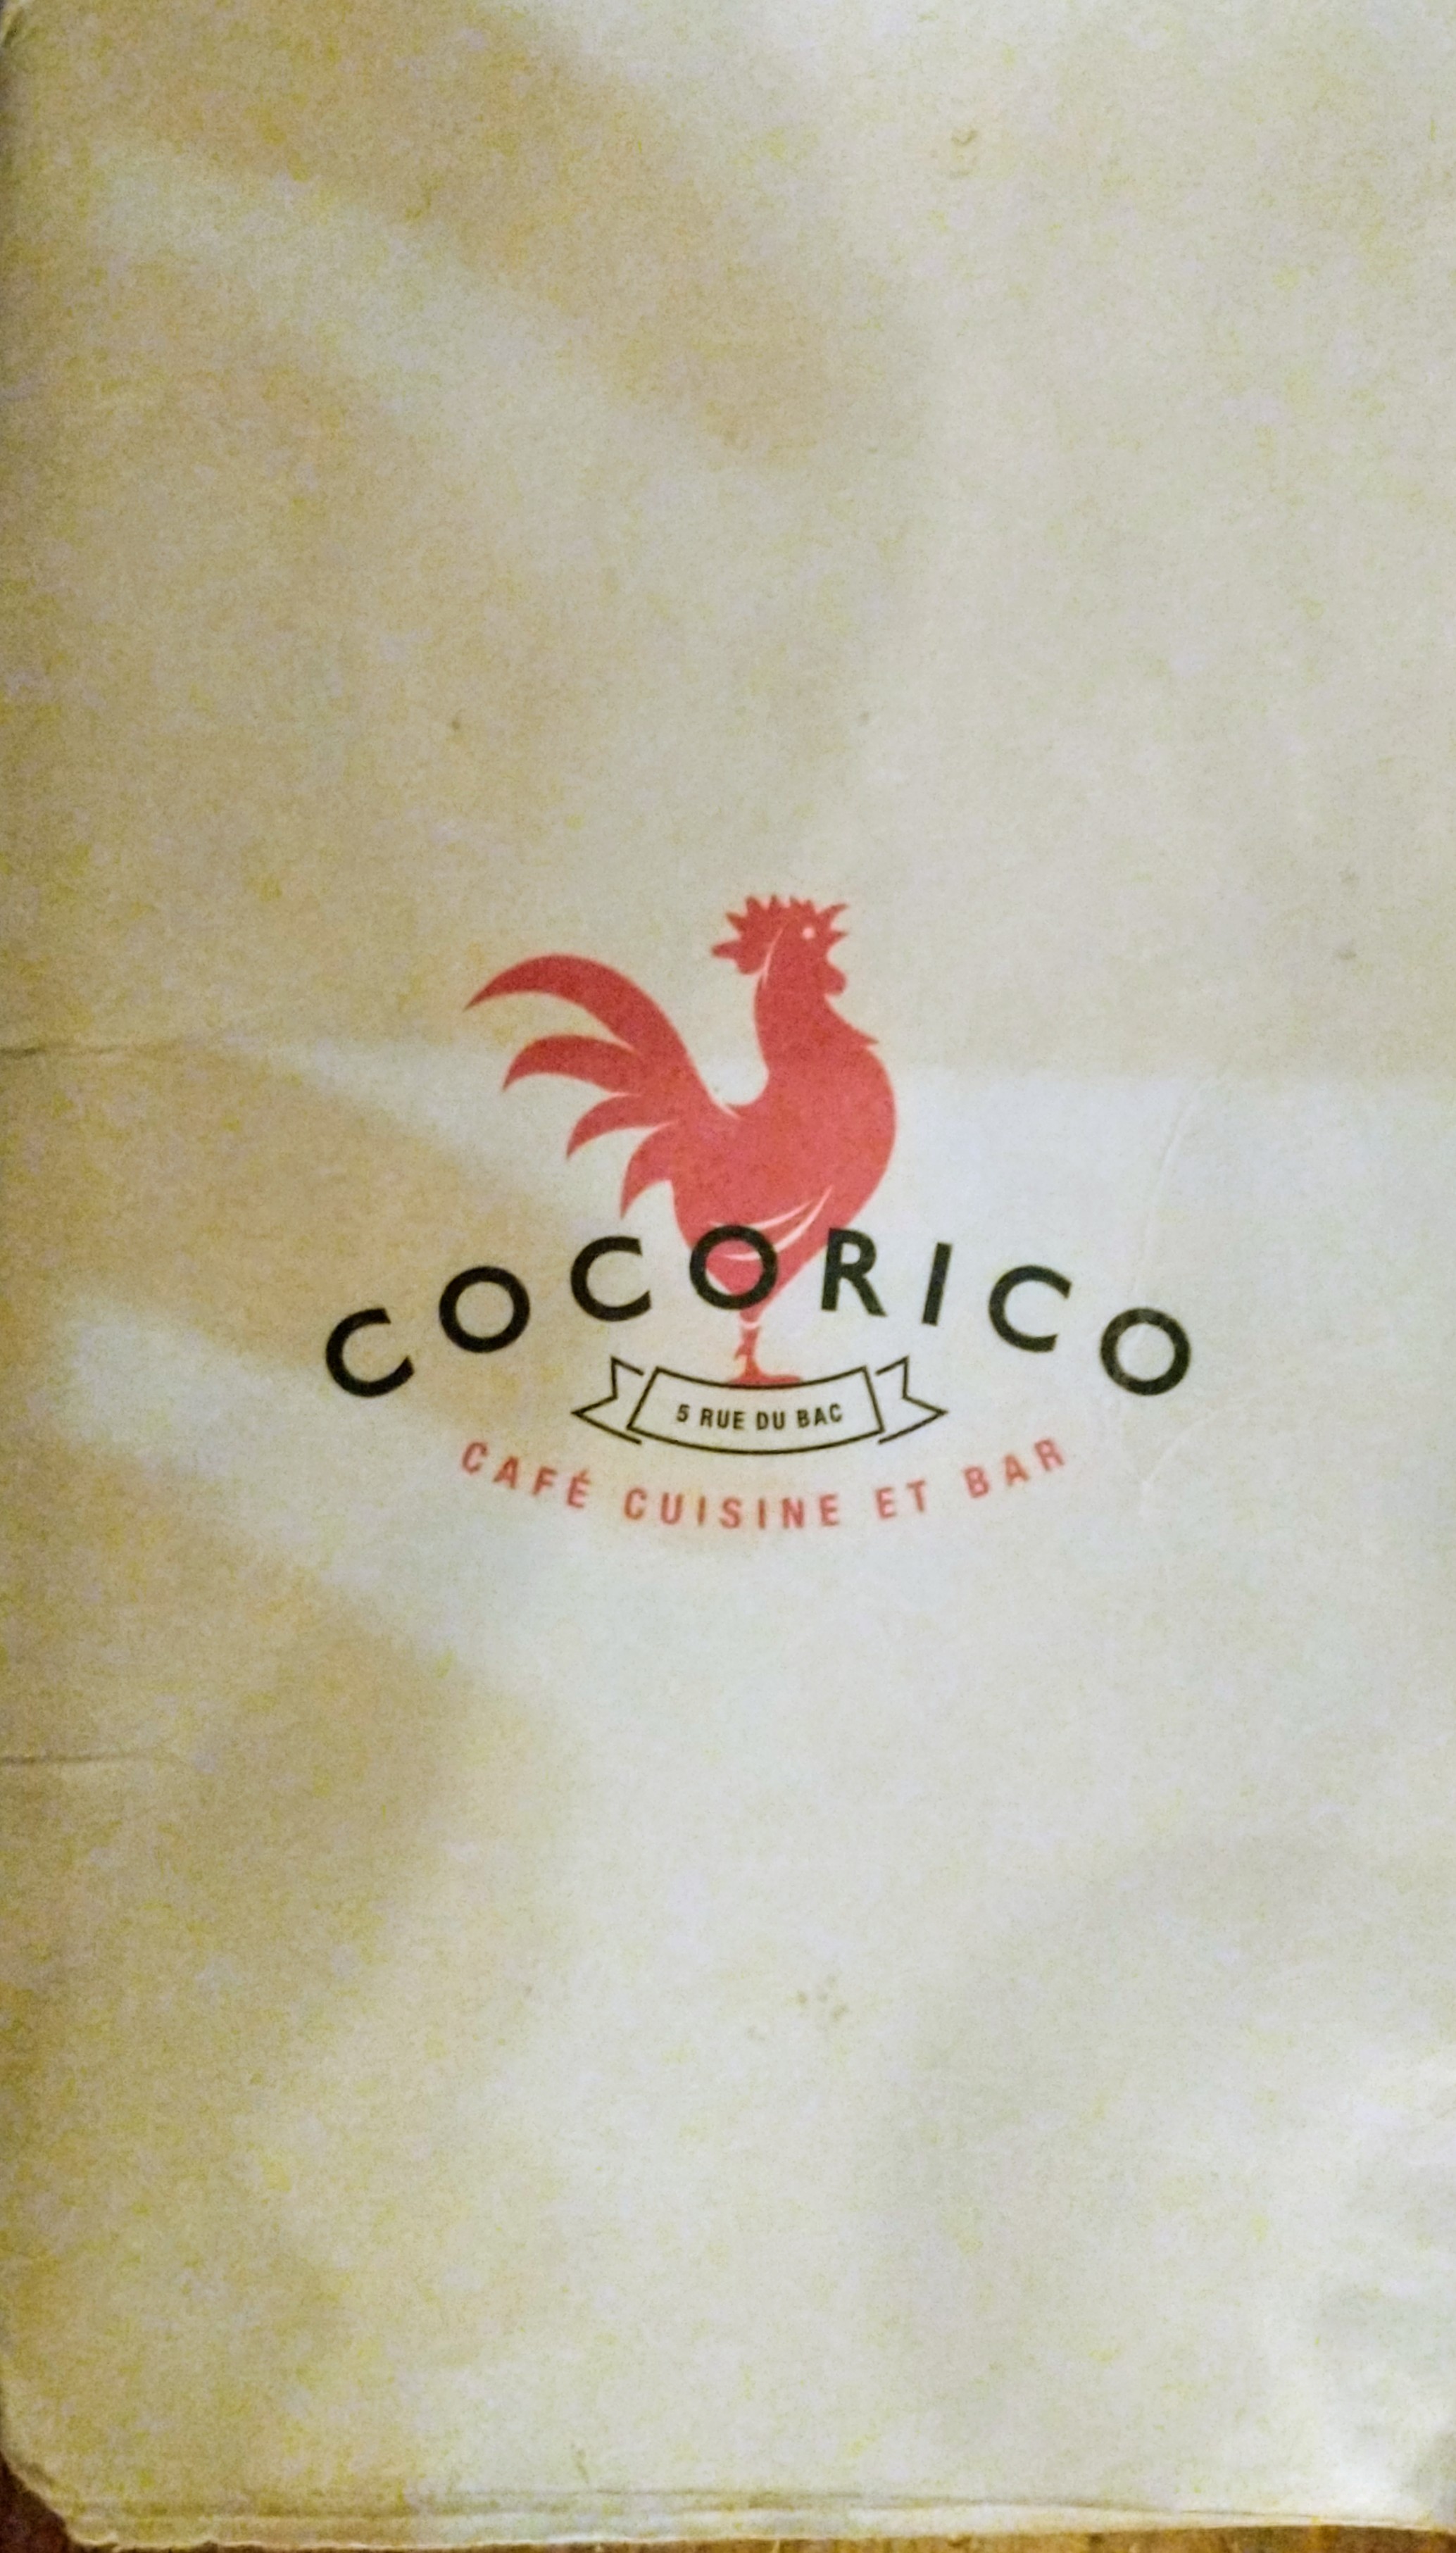 COCORICO
5 RUE DU BAC
CAFÉ CUISINE ET BAR